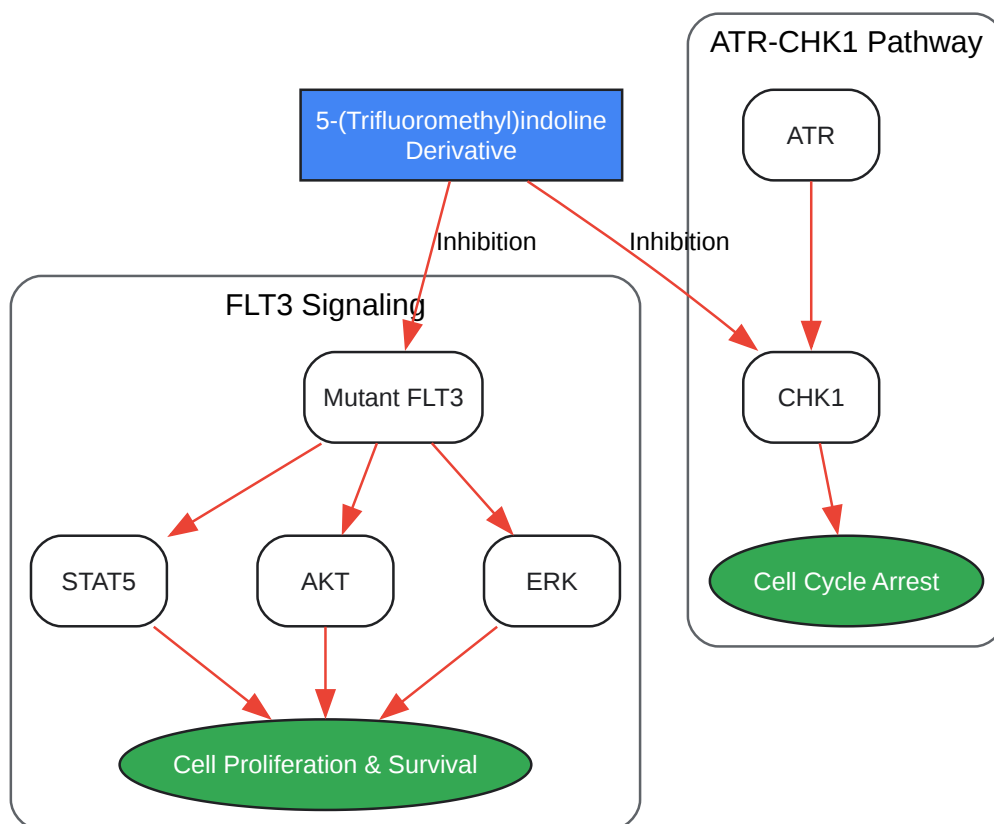 ATR-CHK1 Pathway
5-(Trifluoromethyl)indoline
Derivative
ATR
Inhibition
Inhibition
FLT3 Signaling
Mutant FLT3
CHK1
STAT5
AKT
ERK
Cell Cycle Arrest
Cell Proliferation & Survival